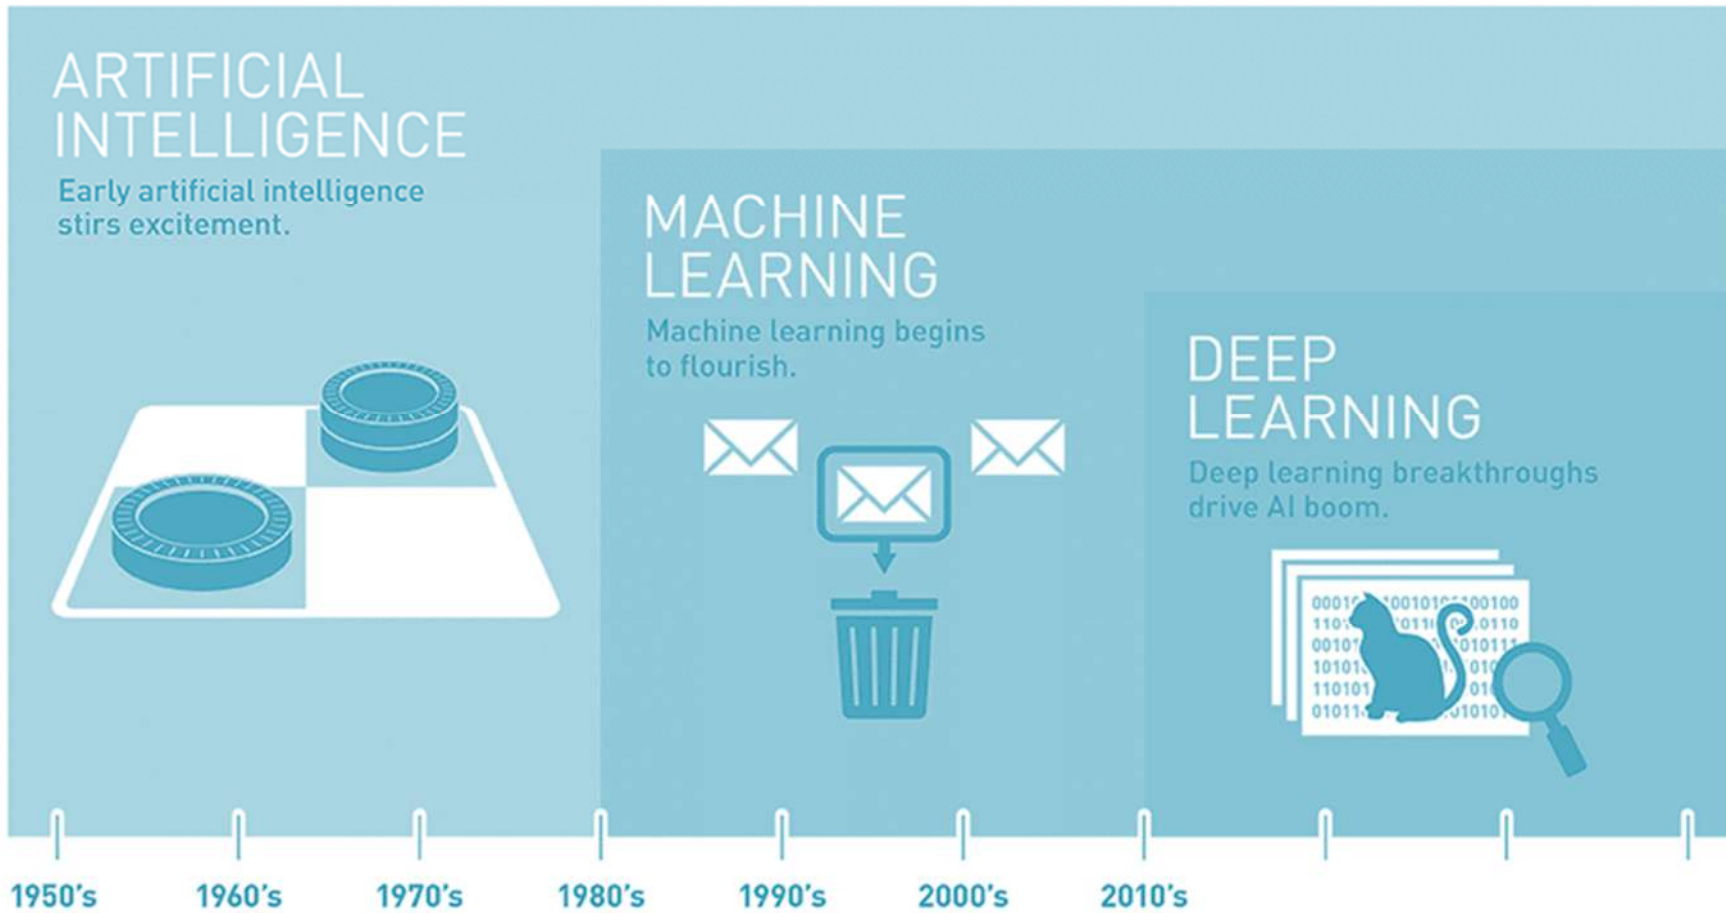 ARTIFICIAL
INTELLIGENCE
Early artificial intelligence
stirs excitement.
MACHINE
LEARNING
Machine learning begins
to flourish.
DEEP
LEARNING
Deep learning breakthroughs
drive AI boom.
1950's 1960's 1970's 1980's 1990's 2000's 2010's